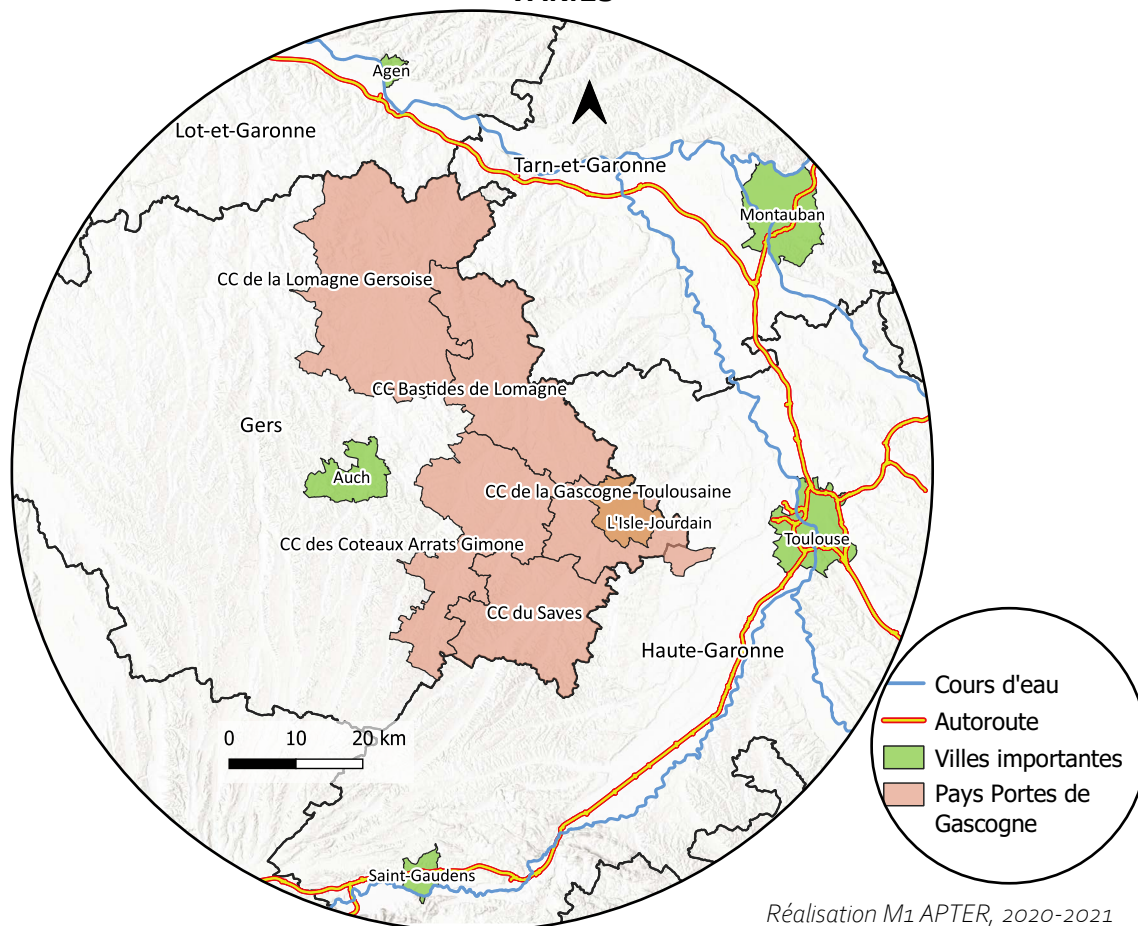 Agen
Lot-et-Garonne
Tarn-et-Garonne
Montauban
CC de la Lomagne Gersoise
CC Bastides de Lomagne
Gers
Auch
CC de la Gascogne Toulousaine
L'Isle-Jourdain
CC des Coteaux Arrats Gimone
Toulouse
CC du Saves
Haute-Garonne
0 10 20 km
Saint-Gaudens
Cours d'eau
Autoroute
Villes importantes
Pays Portes de
Gascogne
Réalisation M1 APTER, 2020-2021